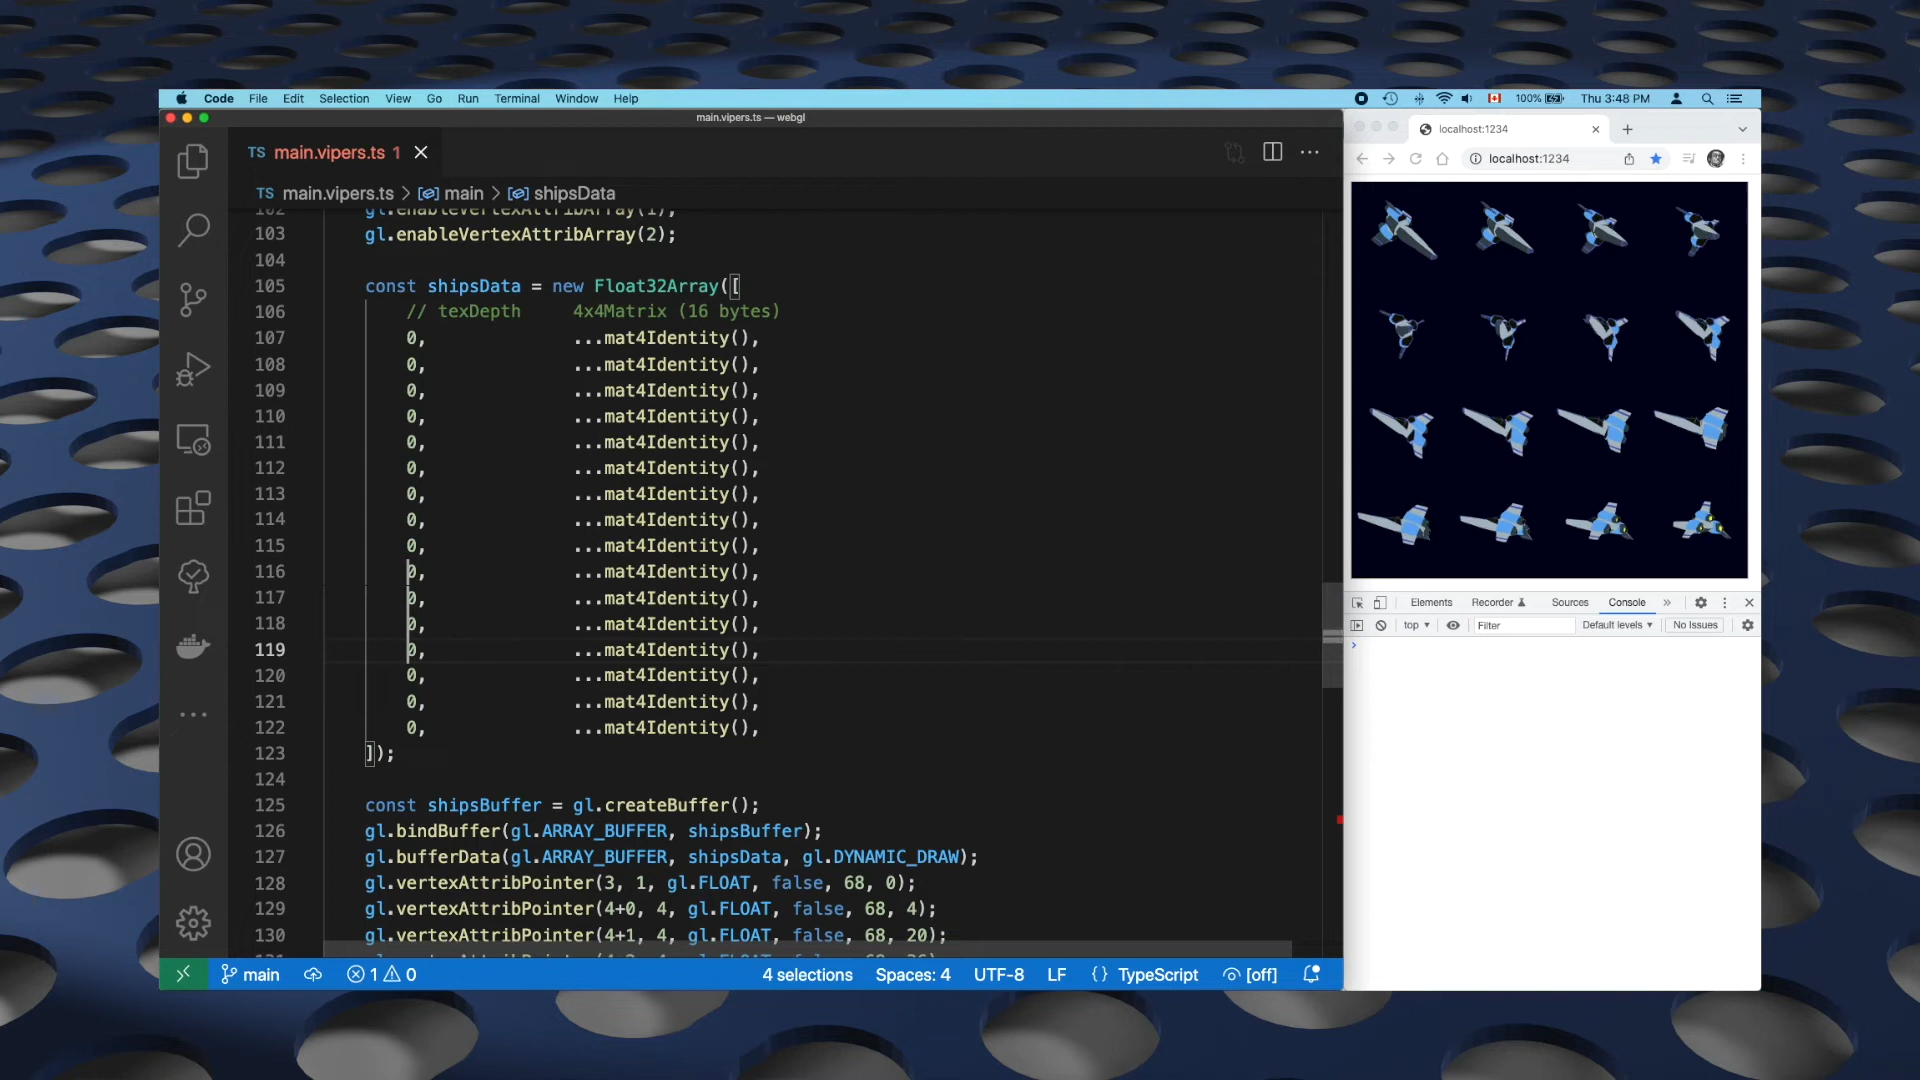 Code File Edit Selection View Go Run Terminal Window Help
100% Thu 3:48 PM
main.vipers.ts — webgl
TS main.vipers.ts 1
TS main.vipers.ts > main > shipsData
102 gl.enableVertexAttribArray(1);
103 gl.enableVertexAttribArray(2);
104
105 const shipsData = new Float32Array([
106 // texDepth 4x4Matrix (16 bytes)
107 0, ...mat4Identity(),
108 0, ...mat4Identity(),
109 0, ...mat4Identity(),
110 0, ...mat4Identity(),
111 0, ...mat4Identity(),
112 0, ...mat4Identity(),
113 0, ...mat4Identity(),
114 0, ...mat4Identity(),
115 0, ...mat4Identity(),
116 0, ...mat4Identity(),
117 0, ...mat4Identity(),
118 0, ...mat4Identity(),
119 0, ...mat4Identity(),
120 0, ...mat4Identity(),
121 0, ...mat4Identity(),
122 0, ...mat4Identity(),
123 ]);
124
125 const shipsBuffer = gl.createBuffer();
126 gl.bindBuffer(gl.ARRAY_BUFFER, shipsBuffer);
127 gl.bufferData(gl.ARRAY_BUFFER, shipsData, gl.DYNAMIC_DRAW);
128 gl.vertexAttribPointer(3, 1, gl.FLOAT, false, 68, 0);
129 gl.vertexAttribPointer(4+0, 4, gl.FLOAT, false, 68, 4);
130 gl.vertexAttribPointer(4+1, 4, gl.FLOAT, false, 68, 20);
main 1 0 4 selections Spaces: 4 UTF-8 LF {} TypeScript [off]
localhost:1234
localhost:1234
Elements Recorder Sources Console »
top Filter Default levels No Issues